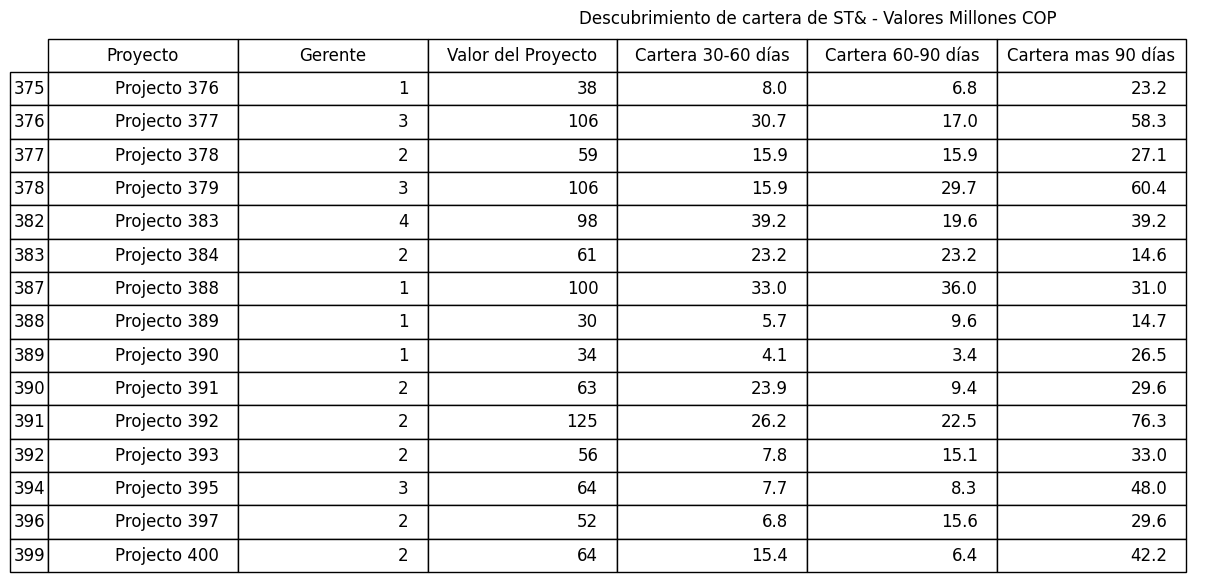 Descubrimiento de cartera de ST& - Valores Millones COP
Proyecto Gerente Valor del Proyecto Cartera 30-60 días Cartera 60-90 días Cartera mas 90 días
375 Projecto 376 1 38 8.0 6.8 23.2
376 Projecto 377 3 106 30.7 17.0 58.3
377 Projecto 378 2 59 15.9 15.9 27.1
378 Projecto 379 3 106 15.9 29.7 60.4
382 Projecto 383 4 98 39.2 19.6 39.2
383 Projecto 384 2 61 23.2 23.2 14.6
387 Projecto 388 1 100 33.0 36.0 31.0
388 Projecto 389 1 30 5.7 9.6 14.7
389 Projecto 390 1 34 4.1 3.4 26.5
390 Projecto 391 2 63 23.9 9.4 29.6
391 Projecto 392 2 125 26.2 22.5 76.3
392 Projecto 393 2 56 7.8 15.1 33.0
394 Projecto 395 3 64 7.7 8.3 48.0
396 Projecto 397 2 52 6.8 15.6 29.6
399 Projecto 400 2 64 15.4 6.4 42.2